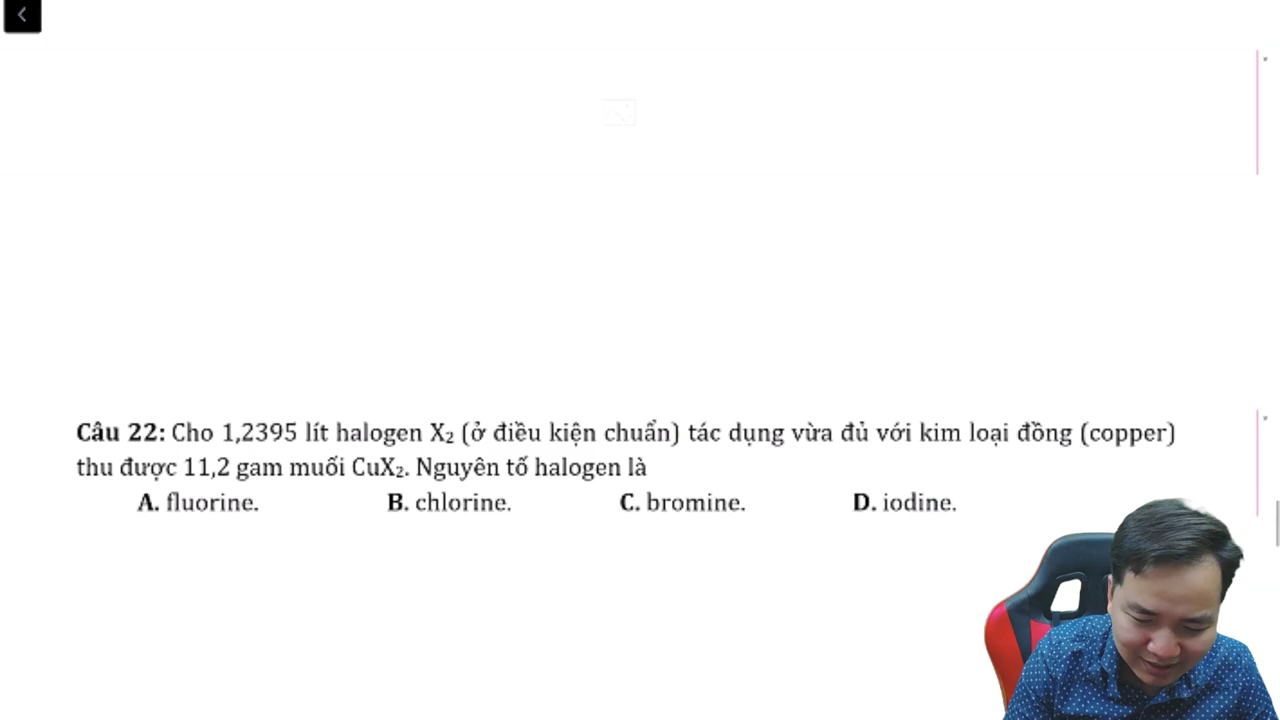 Câu 22: Cho 1,2395 lít halogen X₂ (ở điều kiện chuẩn) tác dụng vừa đủ với kim loại đồng (copper)
thu được 11,2 gam muối CuX₂. Nguyên tố halogen là
A. fluorine. B. chlorine. C. bromine. D. iodine.